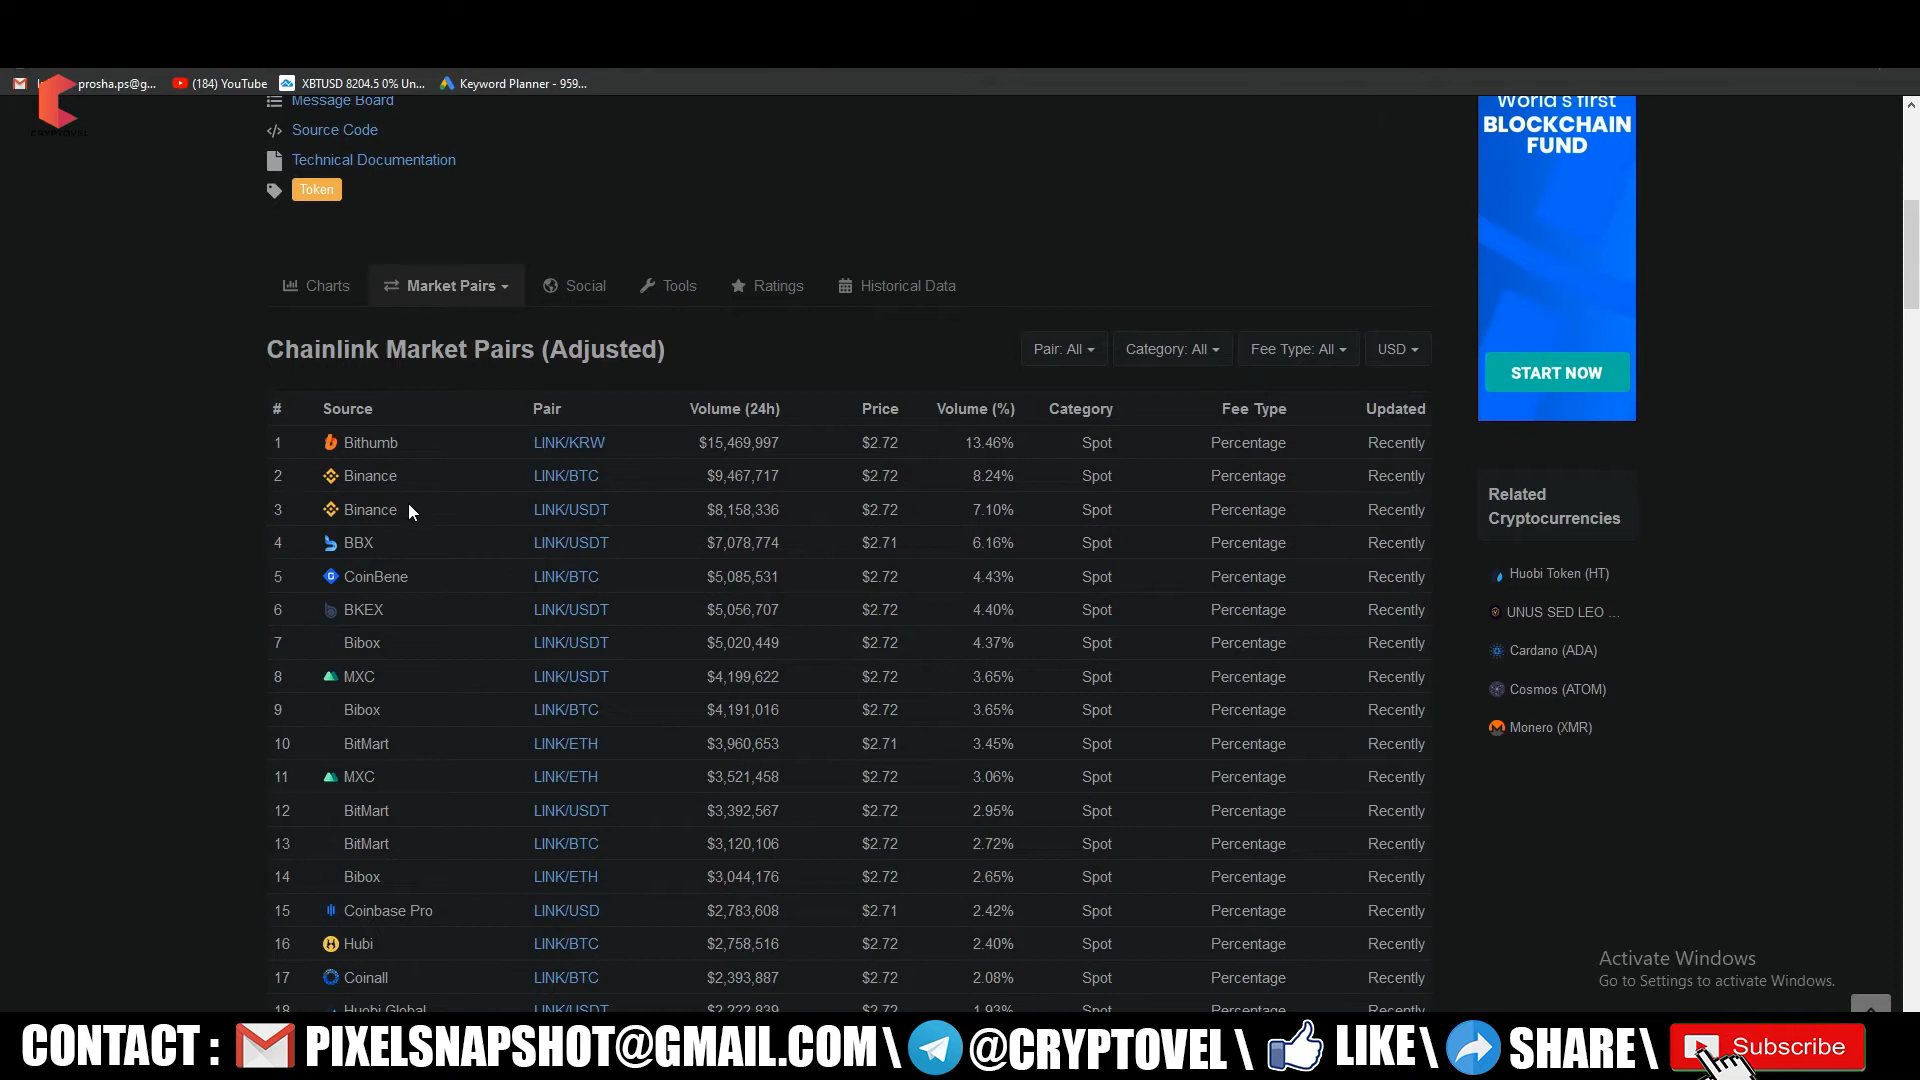 prosha.ps@g...
(184) YouTube
XBTUSD 8204.5 0% Un...
Keyword Planner - 959...
CRYPTOVEL
Message Board
Source Code
Technical Documentation
Token
World's first
BLOCKCHAIN
FUND
START NOW
Charts
Market Pairs
Social
Tools
Ratings
Historical Data
Chainlink Market Pairs (Adjusted)
Pair: All
Category: All
Fee Type: All
USD
# Source Pair Volume (24h) Price Volume (%) Category Fee Type Updated
1 Bithumb LINK/KRW $15,469,997 $2.72 13.46% Spot Percentage Recently
2 Binance LINK/BTC $9,467,717 $2.72 8.24% Spot Percentage Recently
3 Binance LINK/USDT $8,158,336 $2.72 7.10% Spot Percentage Recently
4 BBX LINK/USDT $7,078,774 $2.71 6.16% Spot Percentage Recently
5 CoinBene LINK/BTC $5,085,531 $2.72 4.43% Spot Percentage Recently
6 BKEX LINK/USDT $5,056,707 $2.72 4.40% Spot Percentage Recently
7 Bibox LINK/USDT $5,020,449 $2.72 4.37% Spot Percentage Recently
8 MXC LINK/USDT $4,199,622 $2.72 3.65% Spot Percentage Recently
9 Bibox LINK/BTC $4,191,016 $2.72 3.65% Spot Percentage Recently
10 BitMart LINK/ETH $3,960,653 $2.71 3.45% Spot Percentage Recently
11 MXC LINK/ETH $3,521,458 $2.72 3.06% Spot Percentage Recently
12 BitMart LINK/USDT $3,392,567 $2.72 2.95% Spot Percentage Recently
13 BitMart LINK/BTC $3,120,106 $2.72 2.72% Spot Percentage Recently
14 Bibox LINK/ETH $3,044,176 $2.72 2.65% Spot Percentage Recently
15 Coinbase Pro LINK/USD $2,783,608 $2.71 2.42% Spot Percentage Recently
16 Hubi LINK/BTC $2,758,516 $2.72 2.40% Spot Percentage Recently
17 Coinall LINK/BTC $2,393,887 $2.72 2.08% Spot Percentage Recently
18 Huobi Global LINK/USDT $2,222,839 $2.72 1.93% Spot Percentage Recently
Related
Cryptocurrencies
Huobi Token (HT)
UNUS SED LEO ...
Cardano (ADA)
Cosmos (ATOM)
Monero (XMR)
Activate Windows
Go to Settings to activate Windows.
CONTACT : PIXELSNAPSHOT@GMAIL.COM \ @CRYPTOVEL \ LIKE \ SHARE \ Subscribe